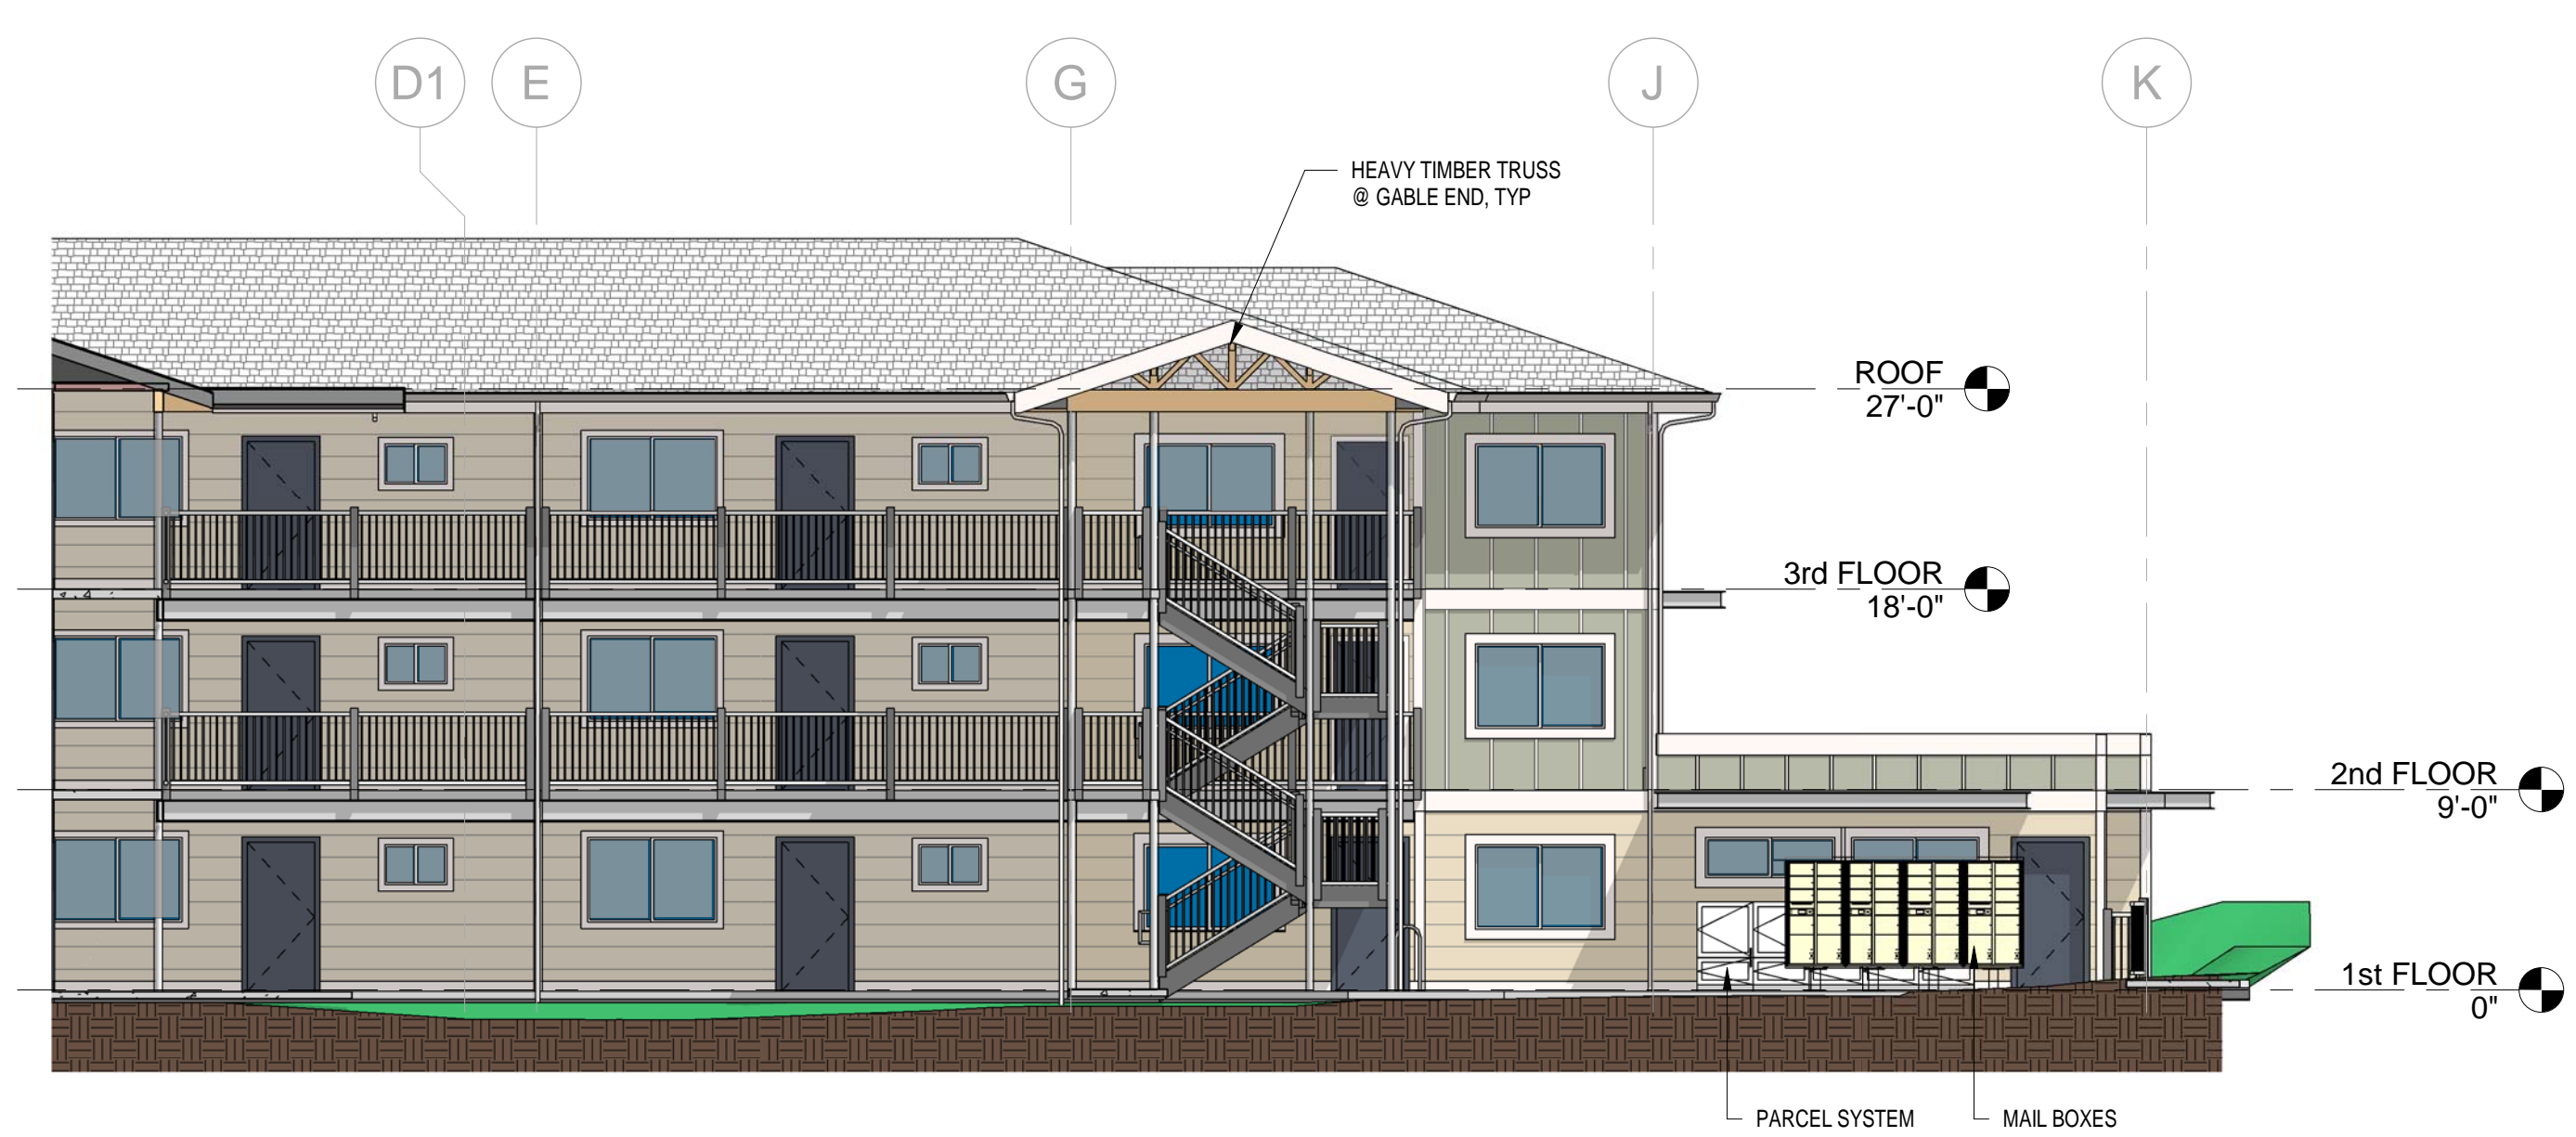 D1
E
G
J
K
HEAVY TIMBER TRUSS
@ GABLE END, TYP
ROOF
27'-0"
3rd FLOOR
18'-0"
2nd FLOOR
9'-0"
1st FLOOR
0"
PARCEL SYSTEM
MAIL BOXES